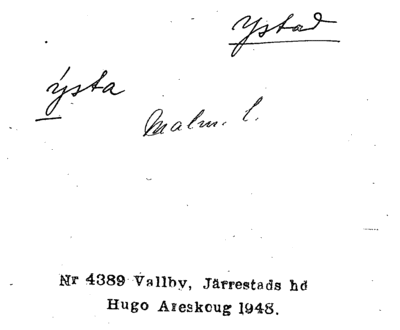 Ystad
ýsta
Malm. l.
Nr 4389 Vallby, Järrestads hd
Hugo Areskoug 1948.